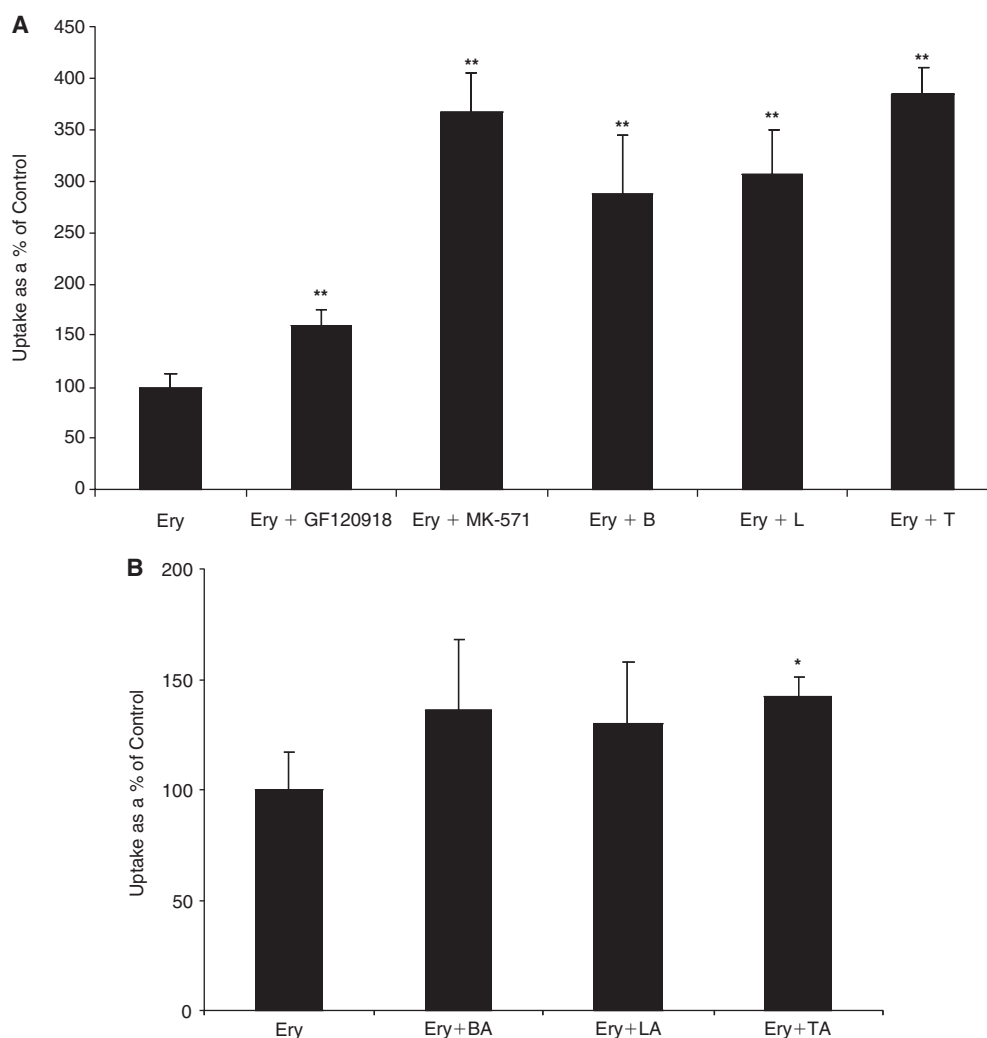 A
Uptake as a % of Control
450
400
350
300
250
200
150
100
50
0
**
**
**
**
**
Ery
Ery + GF120918
Ery + MK-571
Ery + B
Ery + L
Ery + T
B
Uptake as a % of Control
200
150
100
50
0
*
Ery
Ery+BA
Ery+LA
Ery+TA